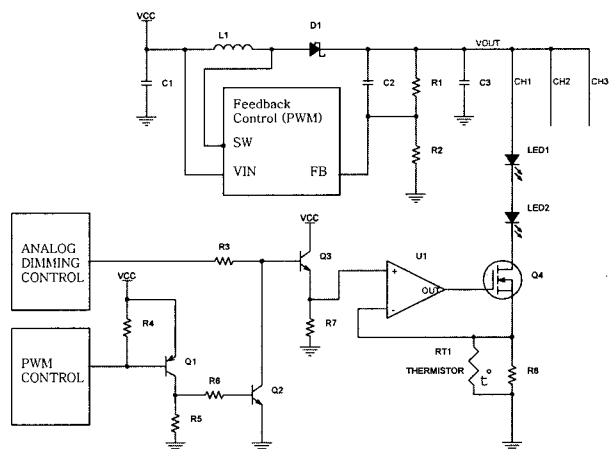 VCC
L1
D1
VOUT
C1
Feedback
Control (PWM)
SW
VIN
FB
C2
R1
C3
CH1
CH2
CH3
R2
LED1
LED2
ANALOG
DIMMING
CONTROL
R3
VCC
Q3
U1
+
-
OUT
Q4
VCC
R4
R7
PWM
CONTROL
Q1
R6
Q2
R5
RT1
THERMISTOR
t°
R8